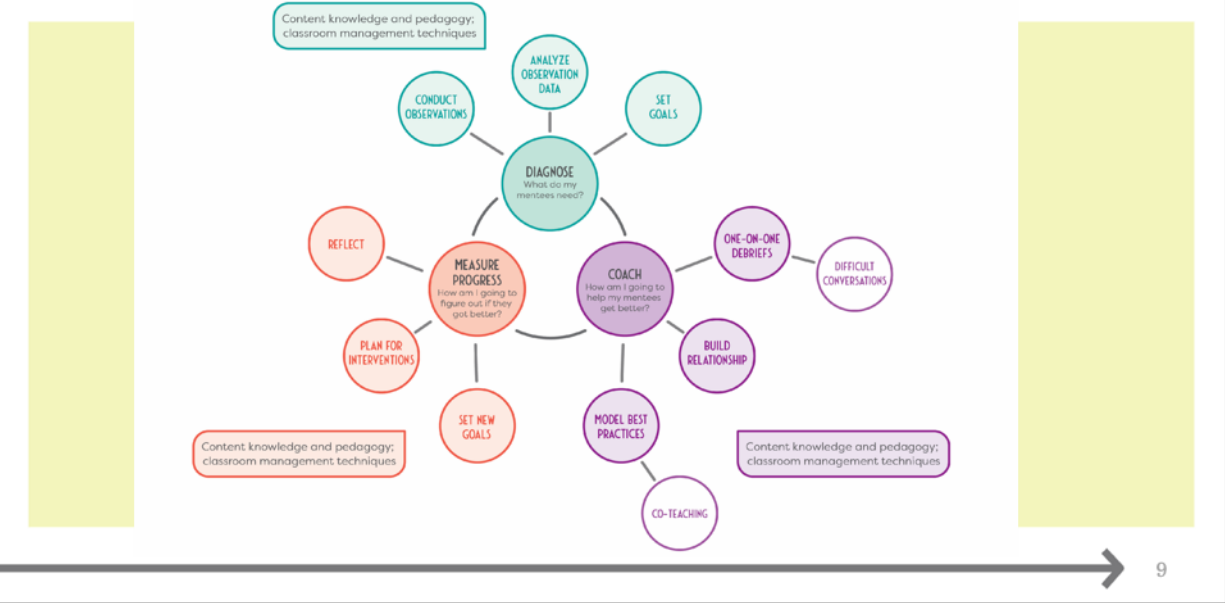 Content knowledge and pedagogy;
classroom management techniques
ANALYZE
OBSERVATION
DATA
CONDUCT
OBSERVATIONS
SET
GOALS
DIAGNOSE
What do my
mentees need?
REFLECT
MEASURE
PROGRESS
How am I going to
figure out if they
got better?
COACH
How am I going to
help my mentees
get better?
ONE-ON-ONE
DEBRIEFS
DIFFICULT
CONVERSATIONS
PLAN FOR
INTERVENTIONS
BUILD
RELATIONSHIP
SET NEW
GOALS
MODEL BEST
PRACTICES
Content knowledge and pedagogy;
classroom management techniques
Content knowledge and pedagogy;
classroom management techniques
CO-TEACHING
9